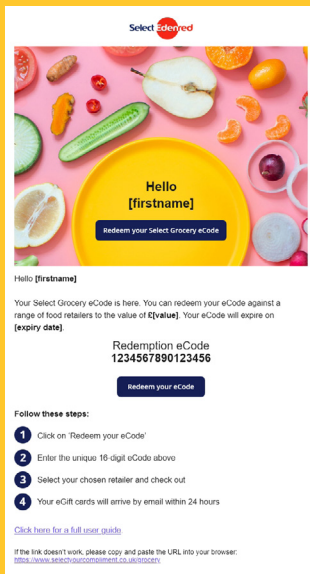 Select Edenred
Hello
[firstname]
Redeem your Select Grocery eCode
Hello [firstname]
Your Select Grocery eCode is here. You can redeem your eCode against a
range of food retailers to the value of £[value]. Your eCode will expire on
[expiry date].
Redemption eCode
1234567890123456
Redeem your eCode
Follow these steps:
1 Click on 'Redeem your eCode'
2 Enter the unique 16-digit eCode above
3 Select your chosen retailer and check out
4 Your eGift cards will arrive by email within 24 hours
Click here for a full user guide
If the link doesn't work, please copy and paste the URL into your browser:
https://www.selectyourcompliment.co.uk/grocery